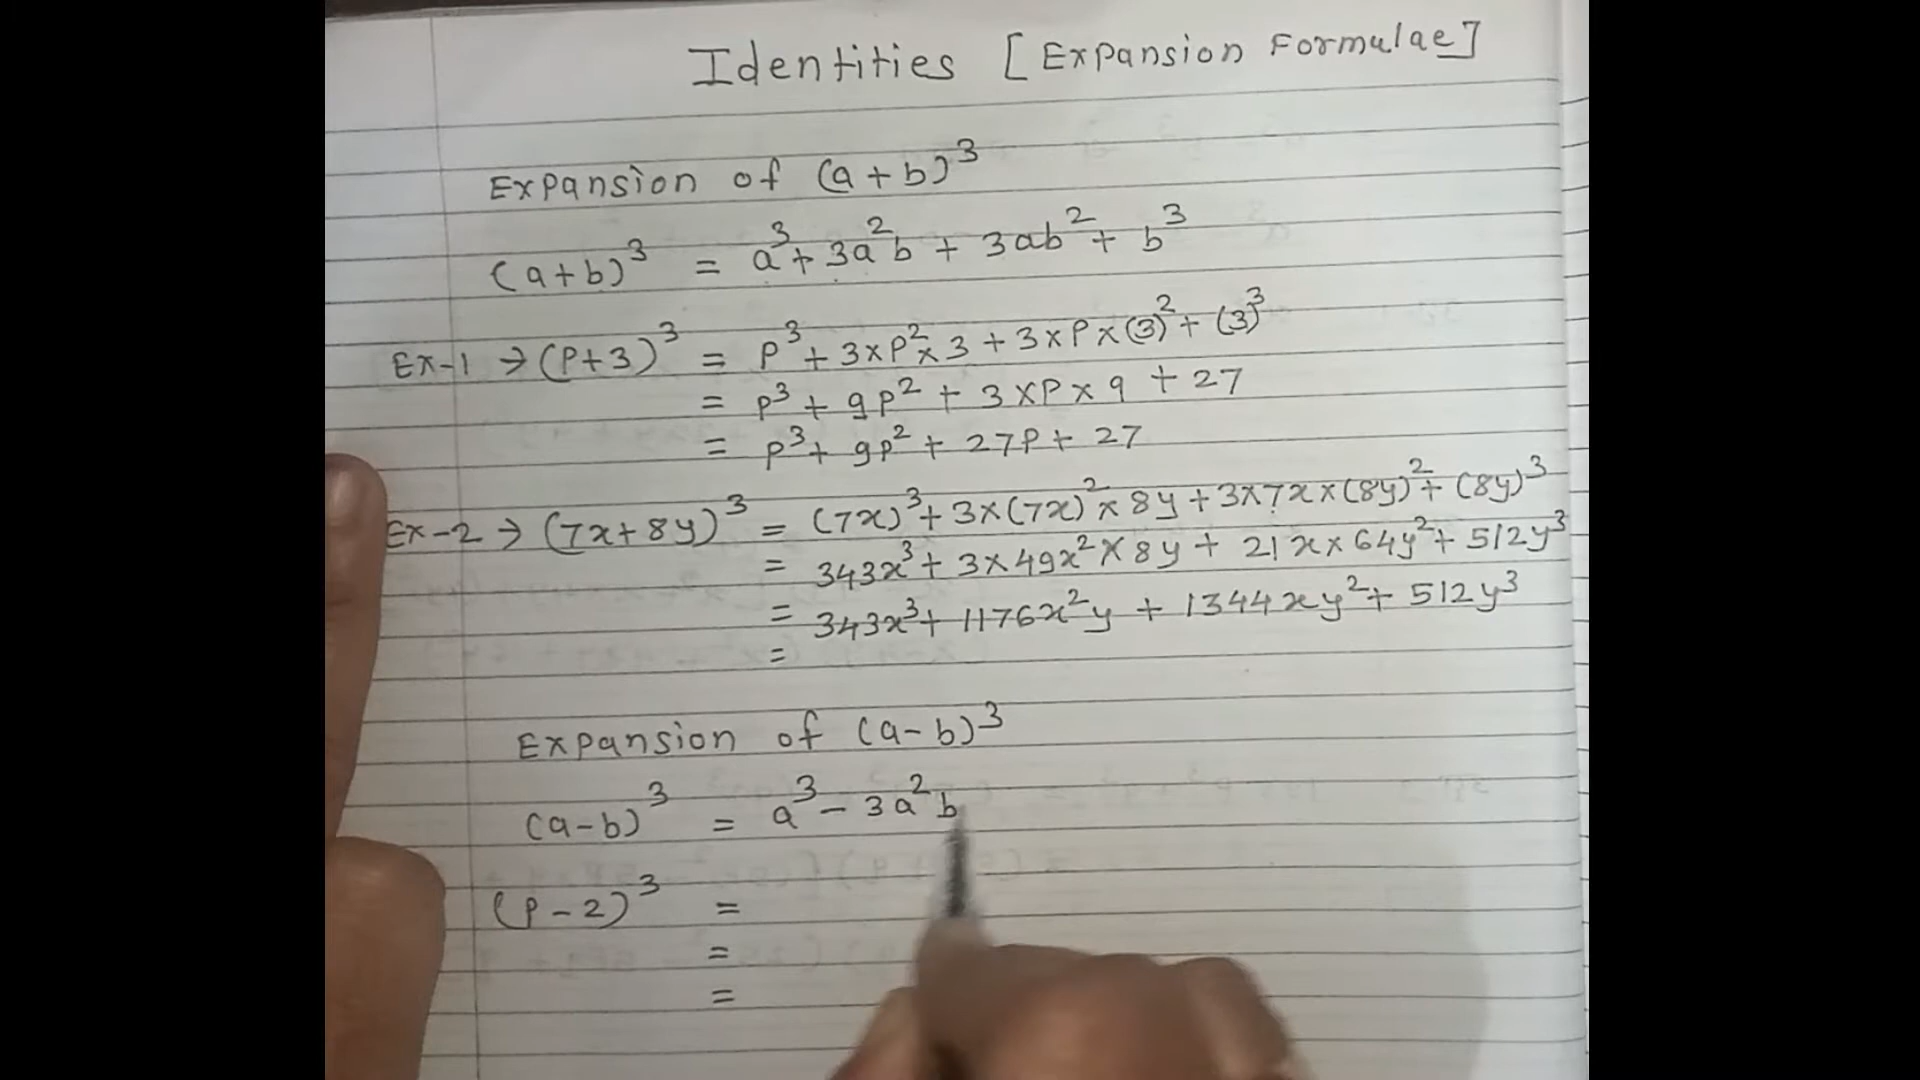 Identities [Expansion Formulae]
Expansion of (a+b)³
(a+b)³ = a³+ 3a²b + 3ab²+ b³
Ex-1 → (P+3)³ = P³+ 3×P²×3 + 3×P×(3)²+ (3)³
= P³+ 9P²+ 3×P×9 + 27
= P³+ 9P²+ 27P+ 27
Ex-2 → (7x+8y)³ = (7x)³+ 3×(7x)²×8y + 3×7x×(8y)²+ (8y)³
= 343x³+ 3×49x²×8y + 21x×64y²+ 512y³
= 343x³+ 1176x²y + 1344xy²+ 512y³
=
Expansion of (a-b)³
(a-b)³ = a³- 3a²b
(P-2)³ =
=
=